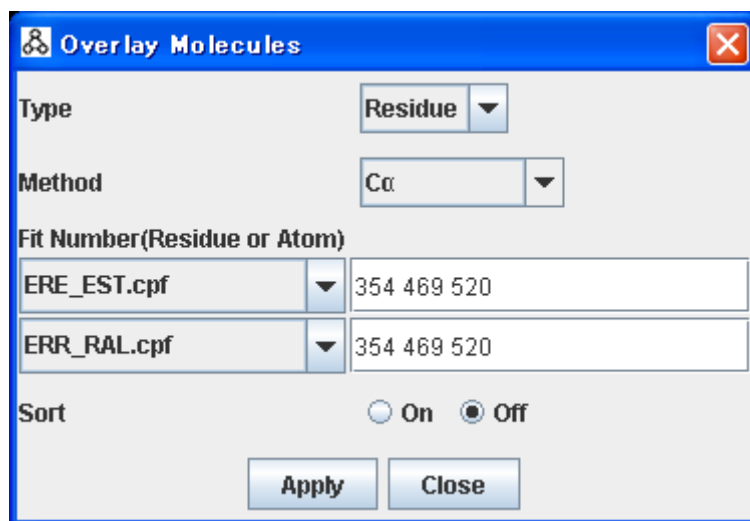 Overlay Molecules
Type Residue
Method Cα
Fit Number(Residue or Atom)
ERE_EST.cpf 354 469 520
ERR_RAL.cpf 354 469 520
Sort On Off
Apply Close